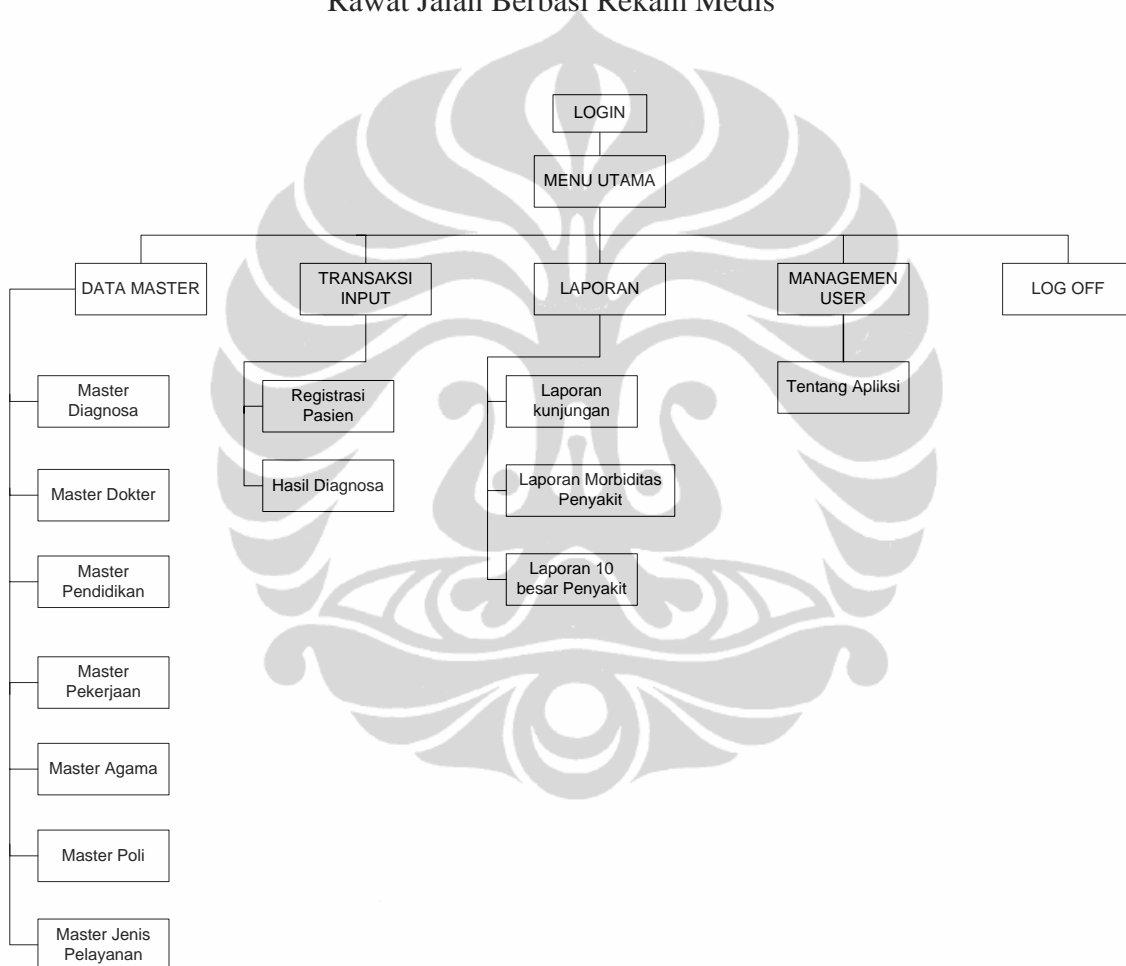 Rawat Jalan Berbasi Rekam Medis
LOGIN
MENU UTAMA
DATA MASTER
TRANSAKSI
INPUT
LAPORAN
MANAGEMEN
USER
LOG OFF
Master
Diagnosa
Master Dokter
Master
Pendidikan
Master
Pekerjaan
Master Agama
Master Poli
Master Jenis
Pelayanan
Registrasi
Pasien
Hasil Diagnosa
Laporan
kunjungan
Laporan Morbiditas
Penyakit
Laporan 10
besar Penyakit
Tentang Apliksi